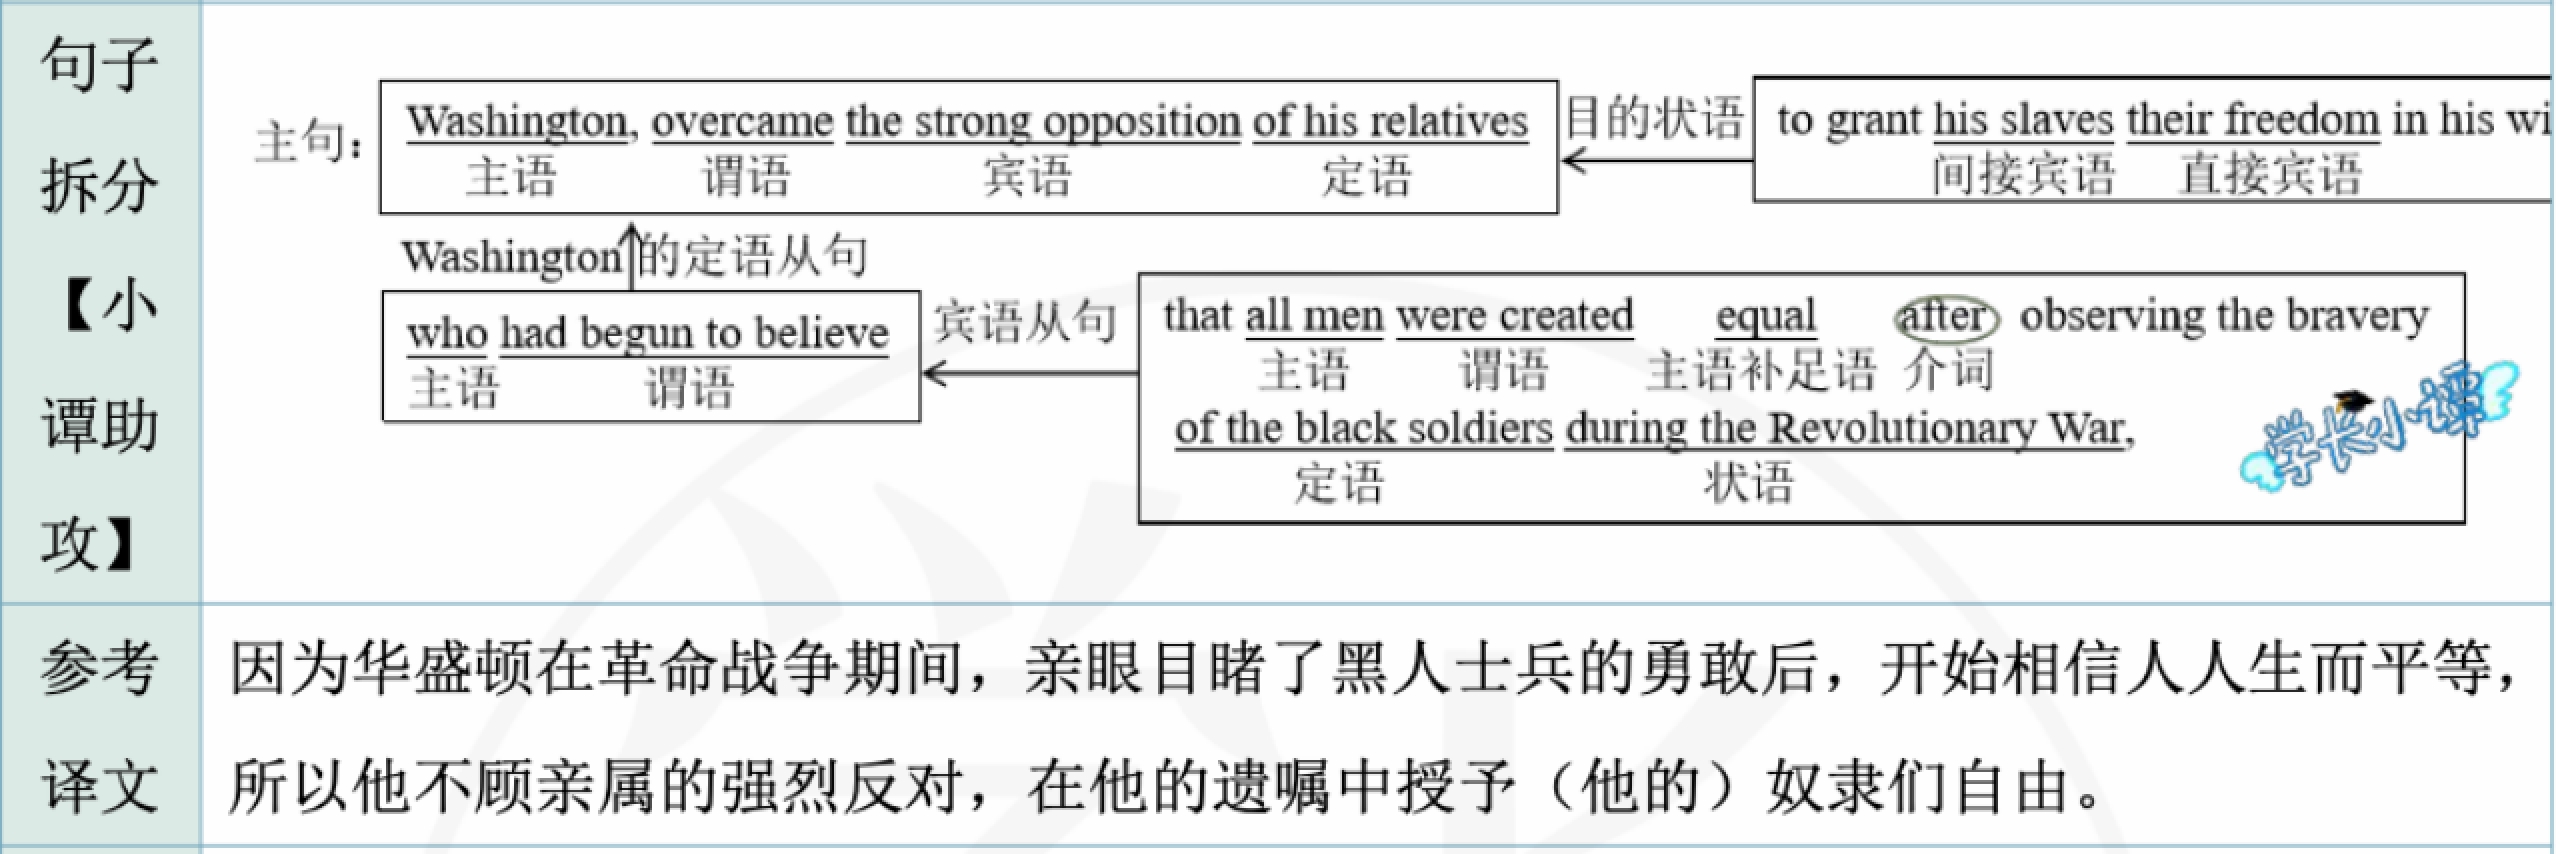 句子
拆分
【小
谭助
攻】
主句：
Washington, overcame the strong opposition of his relatives
主语 谓语 宾语 定语
目的状语
to grant his slaves their freedom in his
间接宾语 直接宾语
Washington的定语从句
who had begun to believe
主语 谓语
宾语从句
that all men were created equal after observing the bravery
主语 谓语 主语补足语 介词
of the black soldiers during the Revolutionary War,
定语 状语
学长小谭
参考
译文
因为华盛顿在革命战争期间，亲眼目睹了黑人士兵的勇敢后，开始相信人人生而平等，
所以他不顾亲属的强烈反对，在他的遗嘱中授予（他的）奴隶们自由。